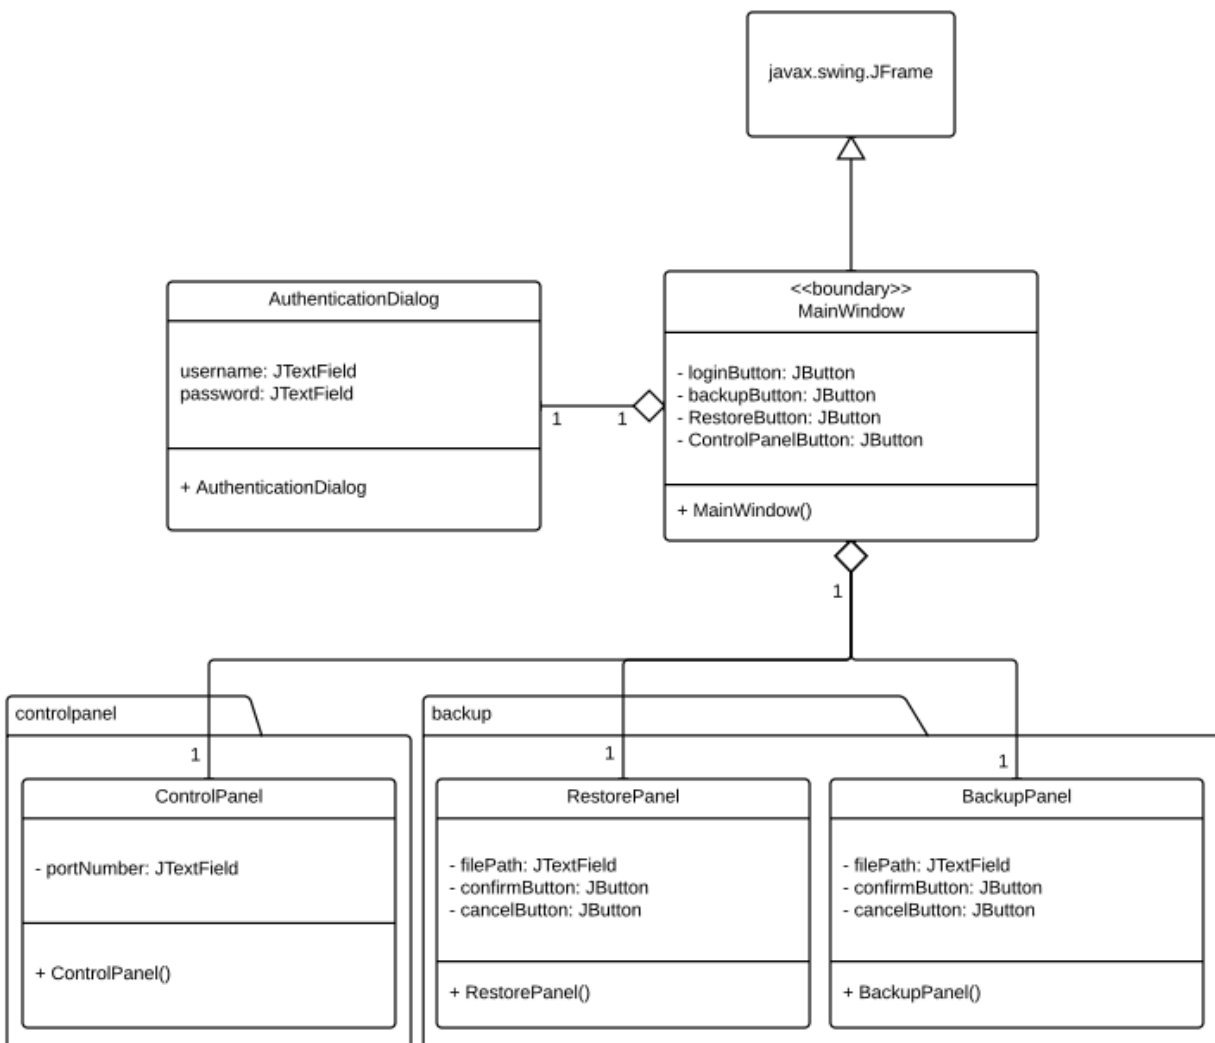 javax.swing.JFrame
AuthenticationDialog
username: JTextField
password: JTextField
+ AuthenticationDialog
1
1
<<boundary>>
MainWindow
- loginButton: JButton
- backupButton: JButton
- RestoreButton: JButton
- ControlPanelButton: JButton
+ MainWindow()
1
controlpanel
1
ControlPanel
- portNumber: JTextField
+ ControlPanel()
backup
1
RestorePanel
- filePath: JTextField
- confirmButton: JButton
- cancelButton: JButton
+ RestorePanel()
1
BackupPanel
- filePath: JTextField
- confirmButton: JButton
- cancelButton: JButton
+ BackupPanel()